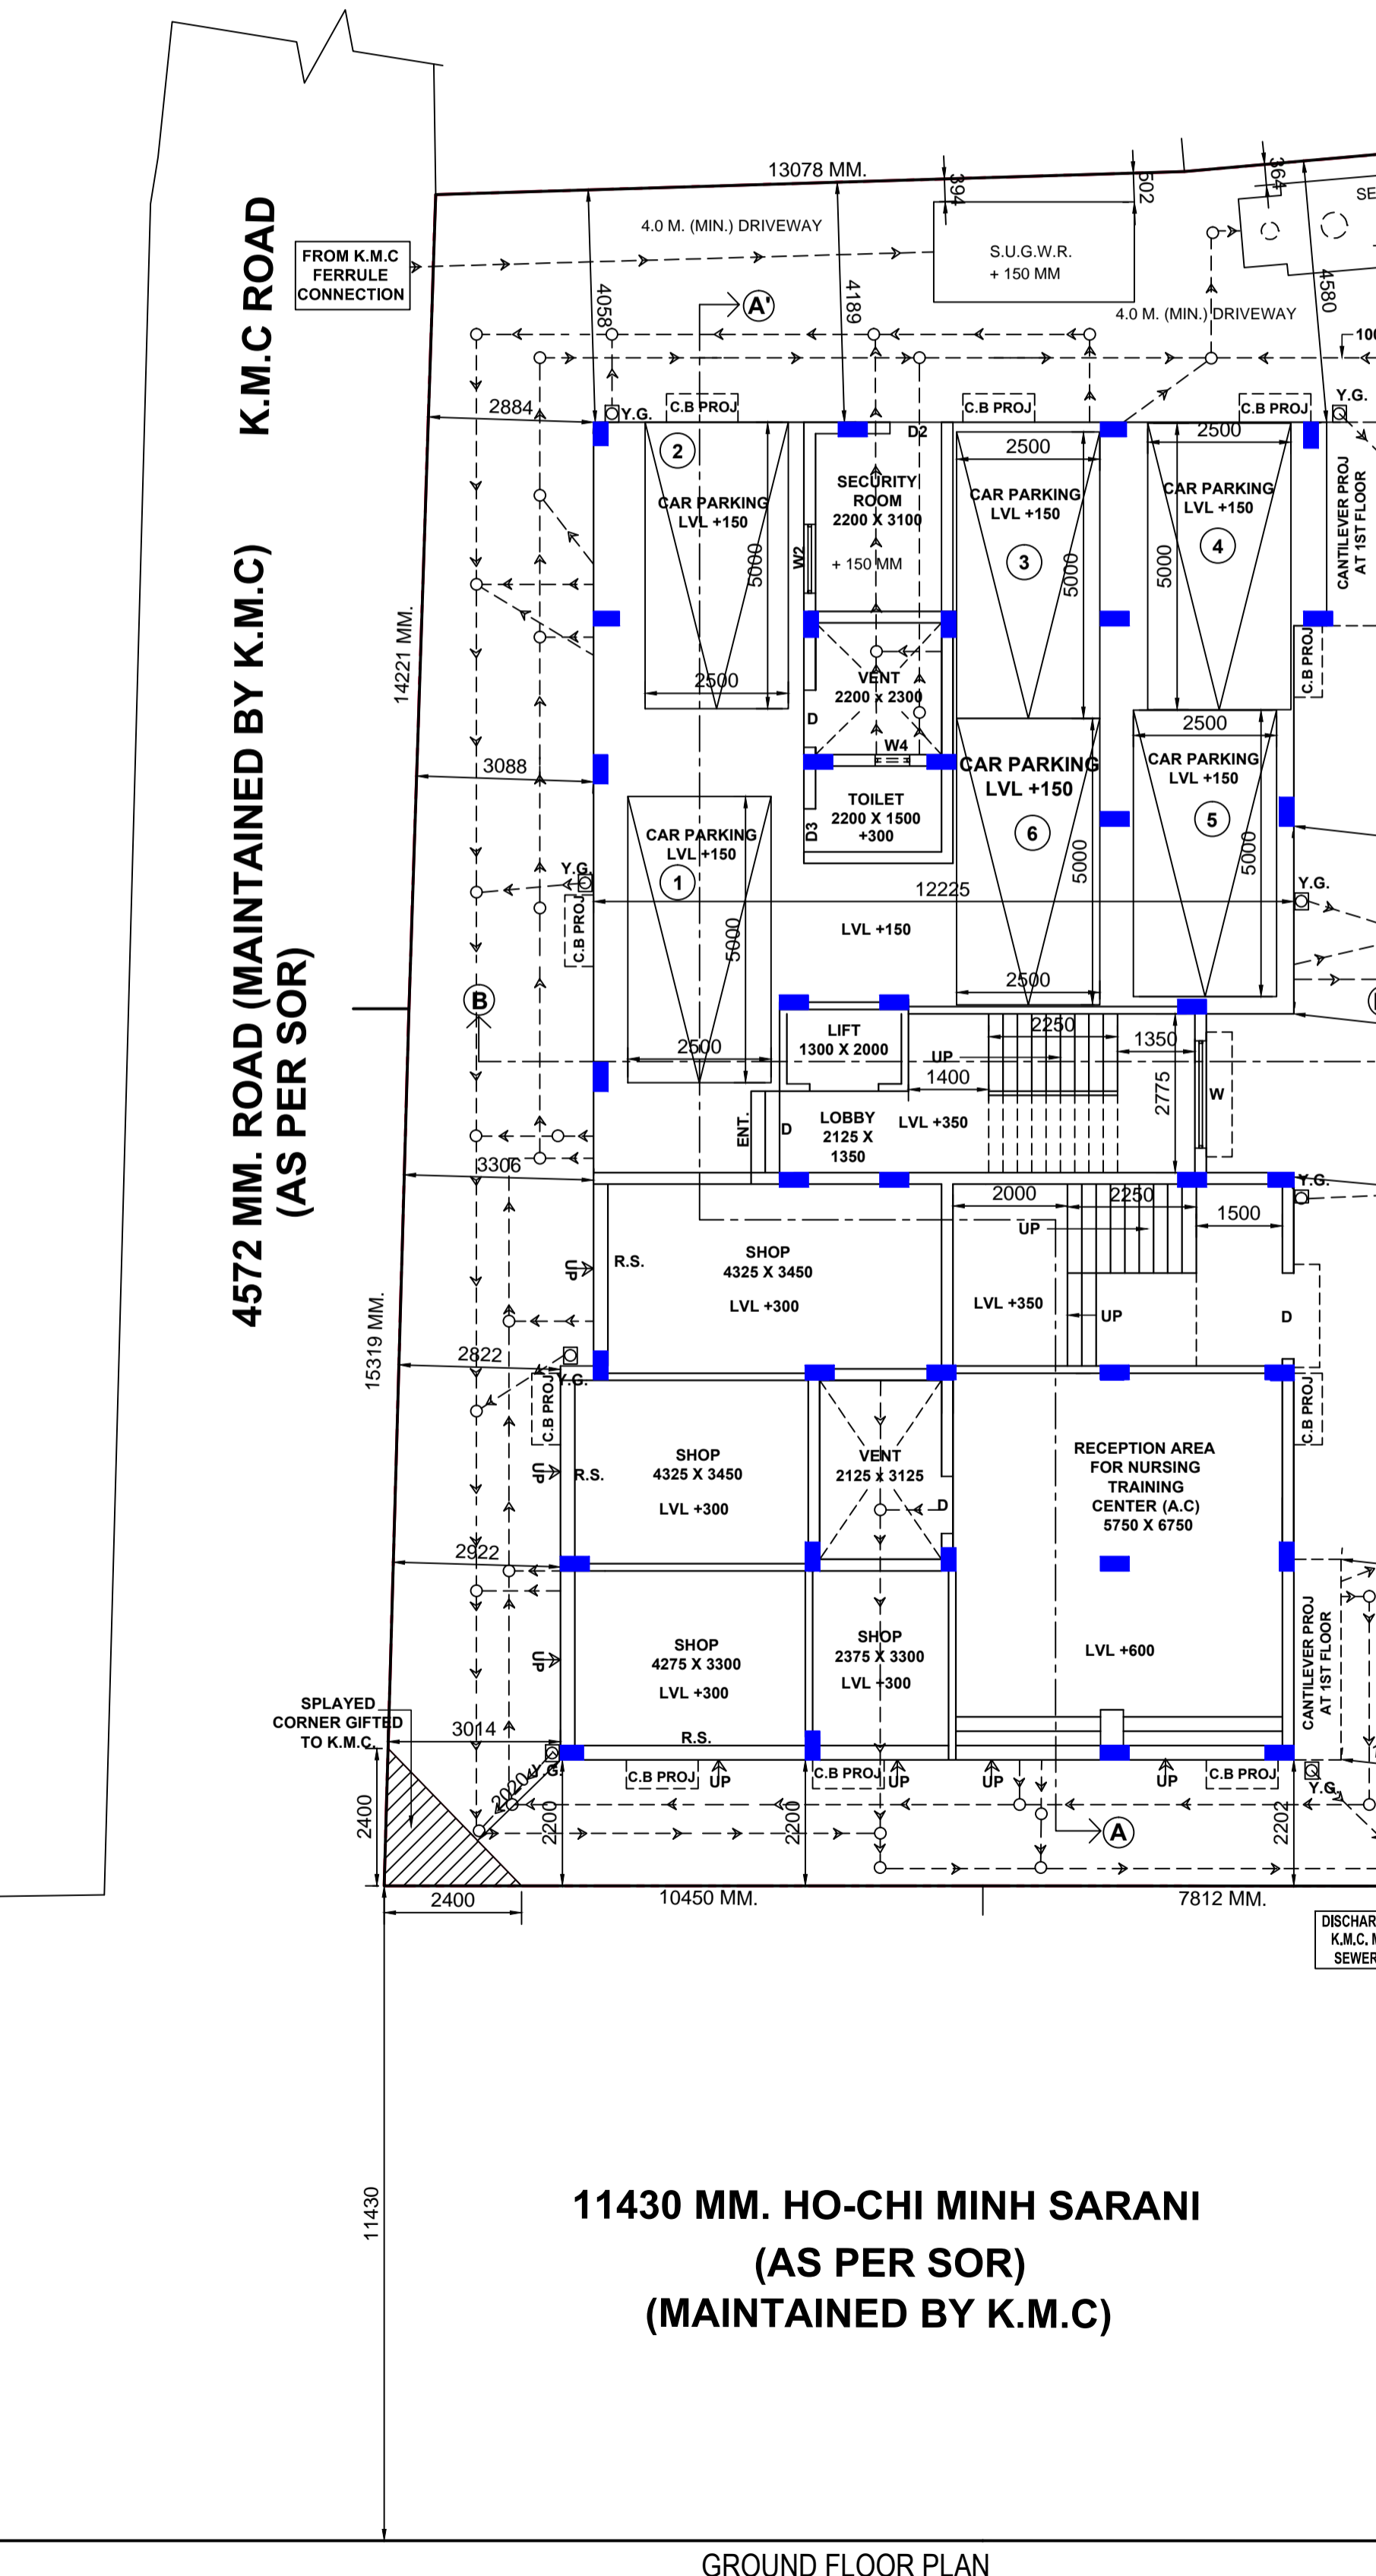 13078 MM.
394
502
364
SE
K.M.C ROAD
FROM K.M.C
FERRULE
CONNECTION
4.0 M. (MIN.) DRIVEWAY
S.U.G.W.R.
+ 150 MM
4058
A'
4189
4580
4.0 M. (MIN.) DRIVEWAY
100
2884
Y.G.
C.B PROJ
C.B PROJ
C.B PROJ
Y.G.
2
CAR PARKING
LVL +150
5000
2500
D2
SECURITY
ROOM
2200 X 3100
+ 150 MM
W2
2500
CAR PARKING
LVL +150
3
5000
2500
CAR PARKING
LVL +150
4
5000
CANTILEVER PROJ
AT 1ST FLOOR
C.B PROJ
14221 MM.
4572 MM. ROAD (MAINTAINED BY K.M.C)
(AS PER SOR)
VENT
2200 x 2300
D
W4
3088
TOILET
2200 X 1500
+300
D3
CAR PARKING
LVL +150
6
5000
2500
2500
CAR PARKING
LVL +150
5
5000
CAR PARKING
LVL +150
1
5000
2500
Y.G.
C.B PROJ
12225
Y.G.
LVL +150
B
LIFT
1300 X 2000
UP
1400
2250
1350
2775
W
ENT.
D
LOBBY
2125 X
1350
LVL +350
3306
Y.G.
2000
2250
1500
UP
UP
R.S.
SHOP
4325 X 3450
LVL +300
LVL +350
UP
D
15319 MM.
2822
Y.G.
C.B PROJ
C.B PROJ
UP
R.S.
SHOP
4325 X 3450
LVL +300
VENT
2125 x 3125
D
RECEPTION AREA
FOR NURSING
TRAINING
CENTER (A.C)
5750 X 6750
2922
UP
SHOP
4275 X 3300
LVL +300
R.S.
SHOP
2375 X 3300
LVL +300
LVL +600
CANTILEVER PROJ
AT 1ST FLOOR
SPLAYED
CORNER GIFTED
TO K.M.C.
3014
Y.G.
2020
C.B PROJ
UP
C.B PROJ
UP
UP
UP
C.B PROJ
Y.G.
2400
2200
2200
A
2202
2400
10450 MM.
7812 MM.
DISCHAR
K.M.C. M
SEWER
11430
11430 MM. HO-CHI MINH SARANI
(AS PER SOR)
(MAINTAINED BY K.M.C)
GROUND FLOOR PLAN